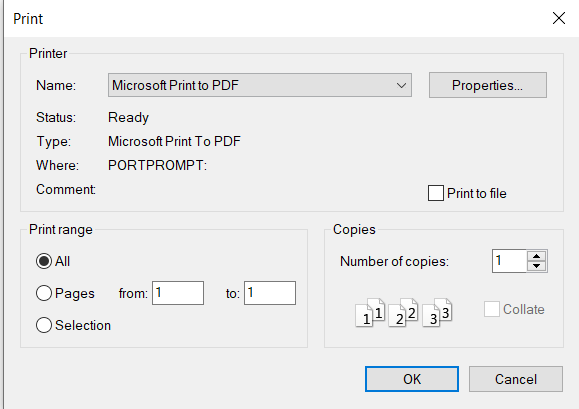 Print
Printer
Name: Microsoft Print to PDF Properties...
Status: Ready
Type: Microsoft Print To PDF
Where: PORTPROMPT:
Comment:
Print to file
Print range
All
Pages from: 1 to: 1
Selection
Copies
Number of copies: 1
1 1 2 2 3 3
Collate
OK Cancel